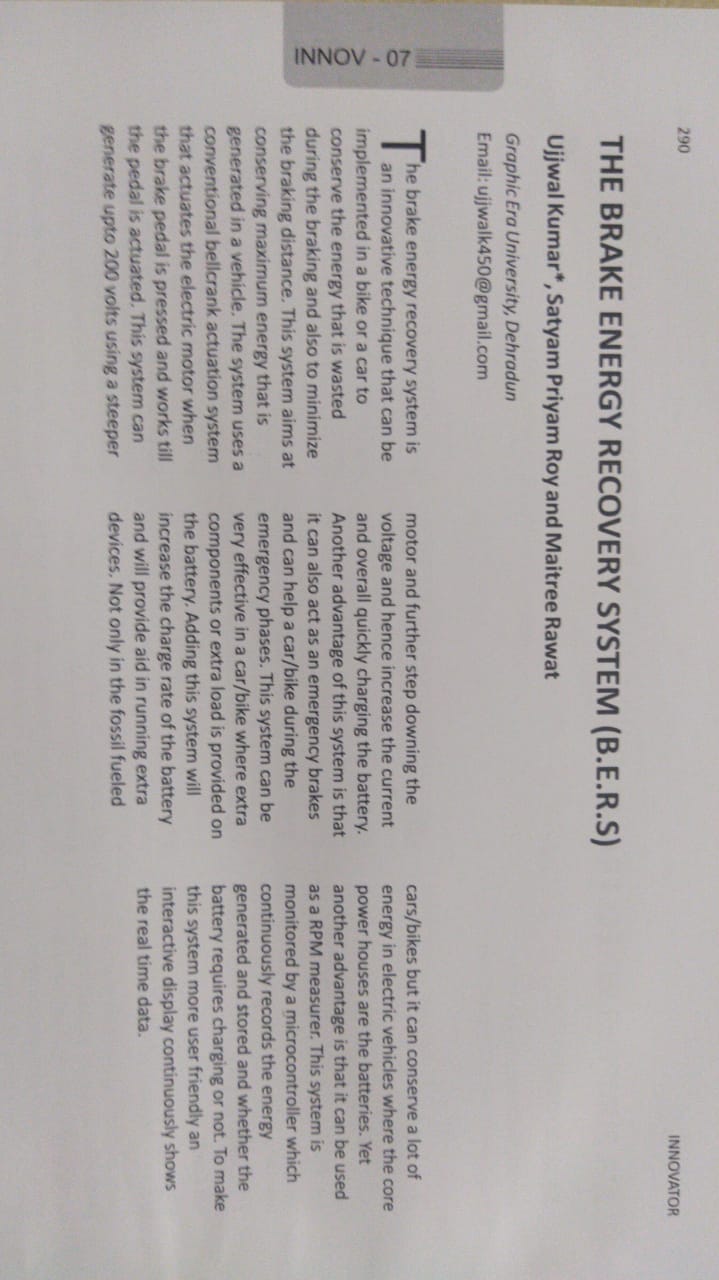 290
INNOVATOR
THE BRAKE ENERGY RECOVERY SYSTEM (B.E.R.S)
Ujjwal Kumar*, Satyam Priyam Roy and Maitree Rawat
Graphic Era University, Dehradun
Email: ujjwalk450@gmail.com
INNOV - 07
The brake energy recovery system is
an innovative technique that can be
implemented in a bike or a car to
conserve the energy that is wasted
during the braking and also to minimize
the braking distance. This system aims at
conserving maximum energy that is
generated in a vehicle. The system uses a
conventional bellcrank actuation system
that actuates the electric motor when
the brake pedal is pressed and works till
the pedal is actuated. This system can
generate upto 200 volts using a steeper
motor and further step downing the
voltage and hence increase the current
and overall quickly charging the battery.
Another advantage of this system is that
it can also act as an emergency brakes
and can help a car/bike during the
emergency phases. This system can be
very effective in a car/bike where extra
components or extra load is provided on
the battery. Adding this system will
increase the charge rate of the battery
and will provide aid in running extra
devices. Not only in the fossil fueled
cars/bikes but it can conserve a lot of
energy in electric vehicles where the core
power houses are the batteries. Yet
another advantage is that it can be used
as a RPM measurer. This system is
monitored by a microcontroller which
continuously records the energy
generated and stored and whether the
battery requires charging or not. To make
this system more user friendly an
interactive display continuously shows
the real time data.